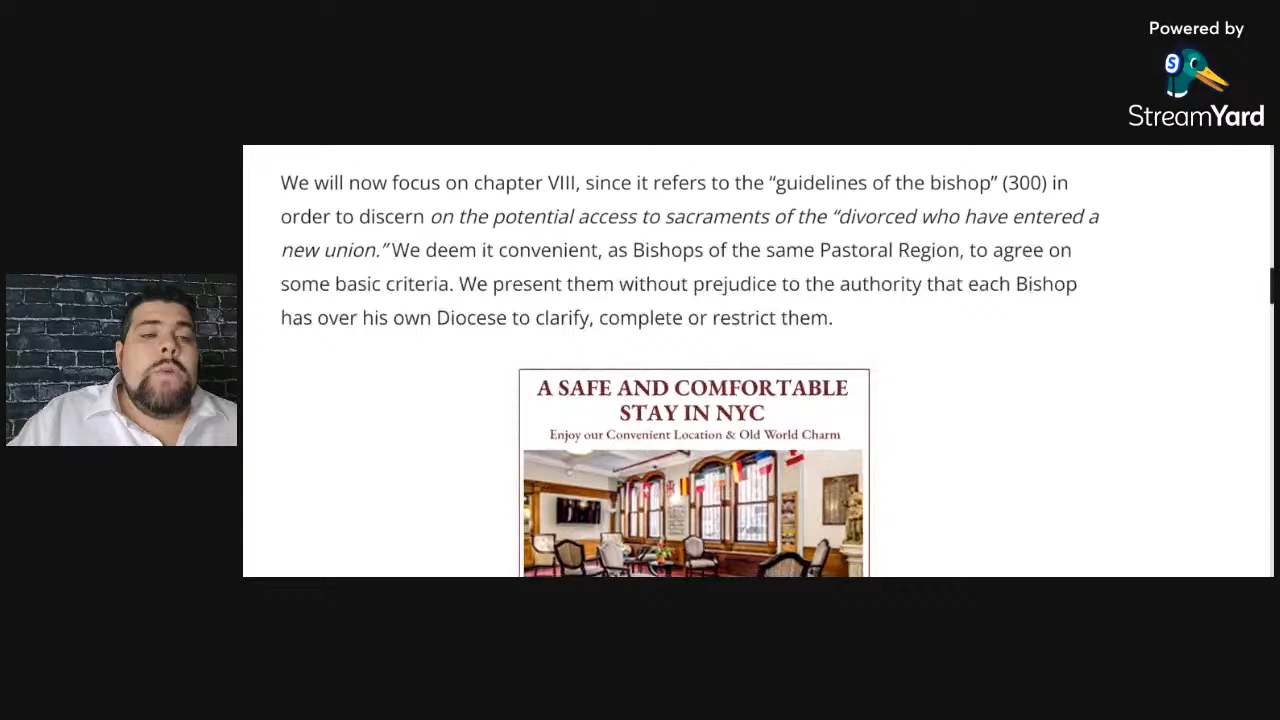 Powered by
StreamYard
We will now focus on chapter VIII, since it refers to the “guidelines of the bishop” (300) in
order to discern on the potential access to sacraments of the “divorced who have entered a
new union.” We deem it convenient, as Bishops of the same Pastoral Region, to agree on
some basic criteria. We present them without prejudice to the authority that each Bishop
has over his own Diocese to clarify, complete or restrict them.
A SAFE AND COMFORTABLE
STAY IN NYC
Enjoy our Convenient Location & Old World Charm